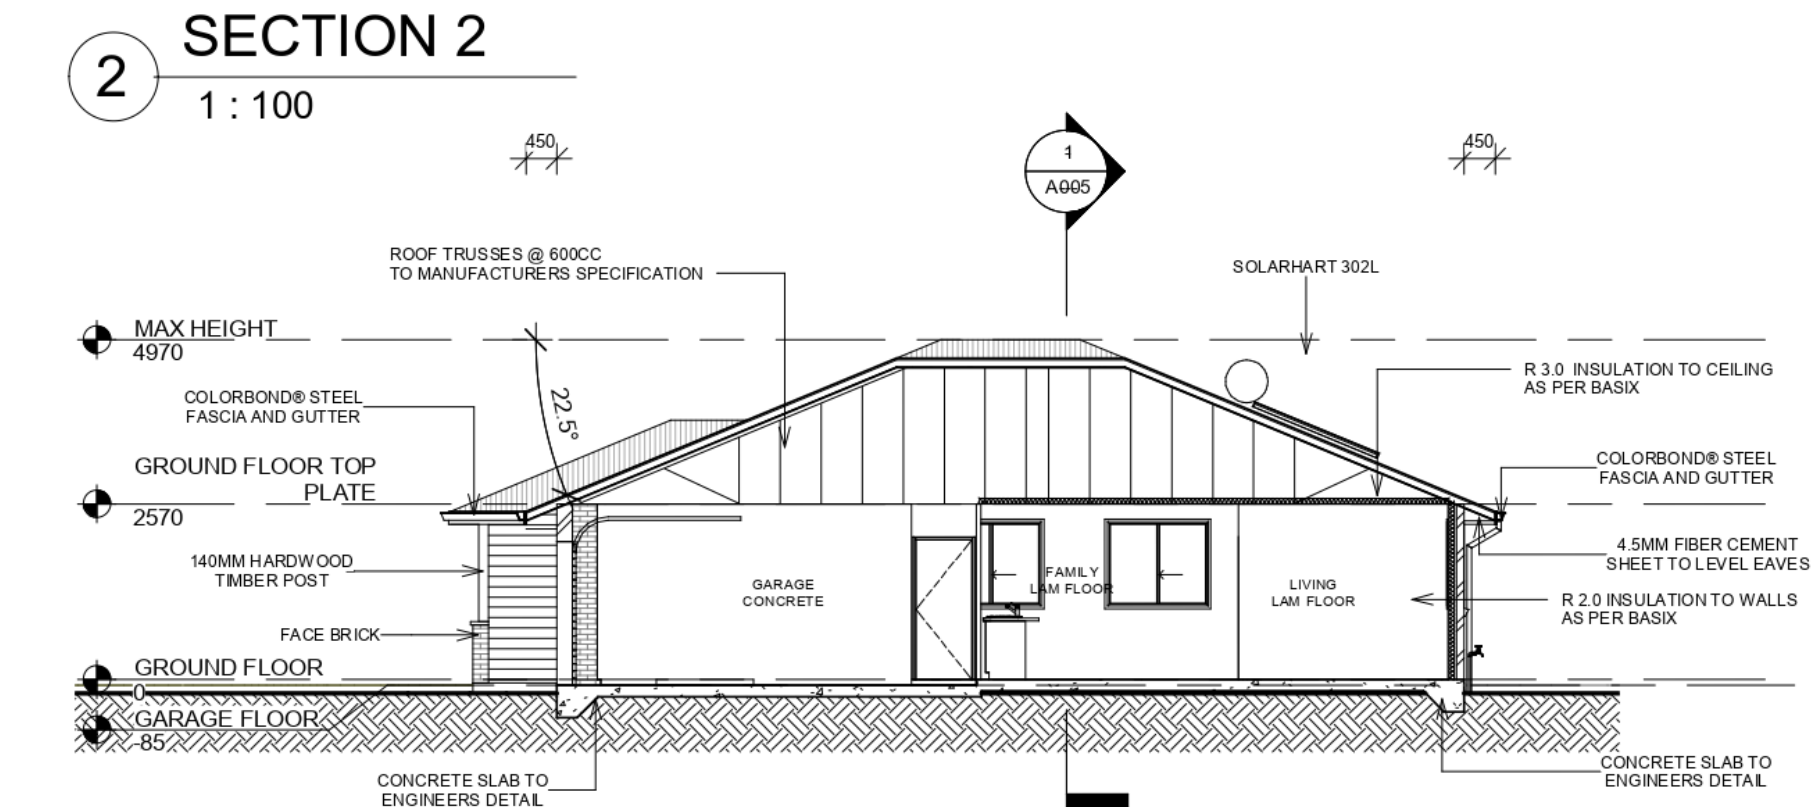 SECTION 2
2
1 : 100
450
450
1
A005
ROOF TRUSSES @ 600CC
TO MANUFACTURERS SPECIFICATION
SOLARHART 302L
MAX HEIGHT
4970
R 3.0 INSULATION TO CEILING
AS PER BASIX
COLORBOND® STEEL
FASCIA AND GUTTER
22.5°
GROUND FLOOR TOP
PLATE
2570
COLORBOND® STEEL
FASCIA AND GUTTER
140MM HARDWOOD
TIMBER POST
4.5MM FIBER CEMENT
SHEET TO LEVEL EAVES
GARAGE
CONCRETE
FAMILY
LAM FLOOR
LIVING
LAM FLOOR
R 2.0 INSULATION TO WALLS
AS PER BASIX
FACE BRICK
GROUND FLOOR
0
GARAGE FLOOR
-85
CONCRETE SLAB TO
ENGINEERS DETAIL
CONCRETE SLAB TO
ENGINEERS DETAIL